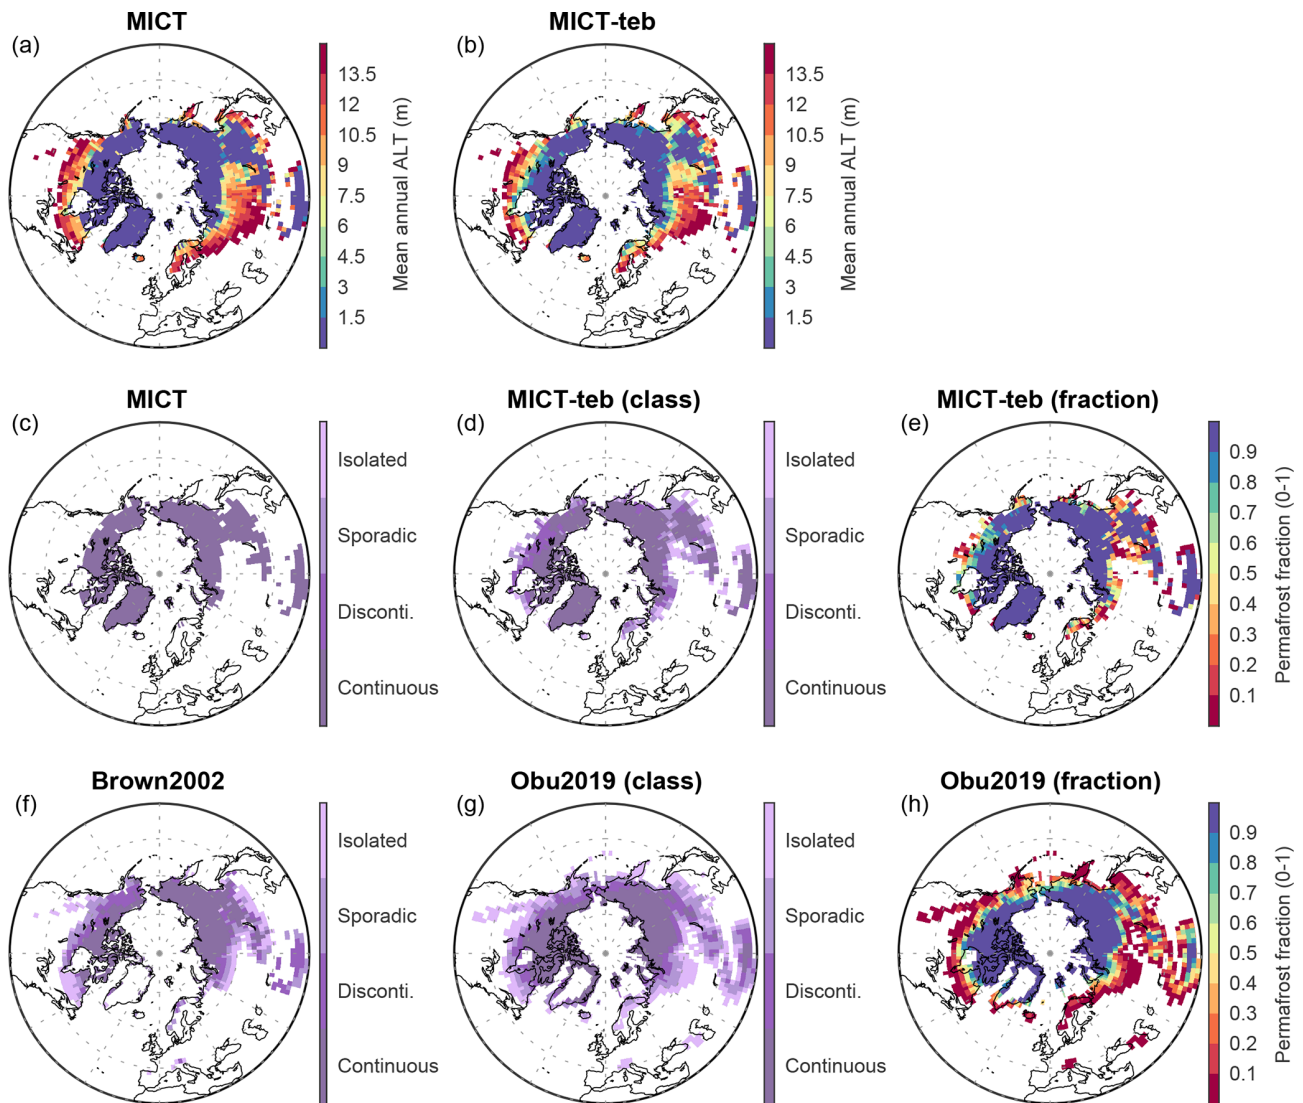 MICT
(a)
13.5
12
10.5
9
7.5
6
4.5
3
1.5
Mean annual ALT (m)
MICT-teb
(b)
13.5
12
10.5
9
7.5
6
4.5
3
1.5
Mean annual ALT (m)
MICT
(c)
Isolated
Sporadic
Disconti.
Continuous
MICT-teb (class)
(d)
Isolated
Sporadic
Disconti.
Continuous
MICT-teb (fraction)
(e)
0.9
0.8
0.7
0.6
0.5
0.4
0.3
0.2
0.1
Permafrost fraction (0-1)
Brown2002
(f)
Isolated
Sporadic
Disconti.
Continuous
Obu2019 (class)
(g)
Isolated
Sporadic
Disconti.
Continuous
Obu2019 (fraction)
(h)
0.9
0.8
0.7
0.6
0.5
0.4
0.3
0.2
0.1
Permafrost fraction (0-1)